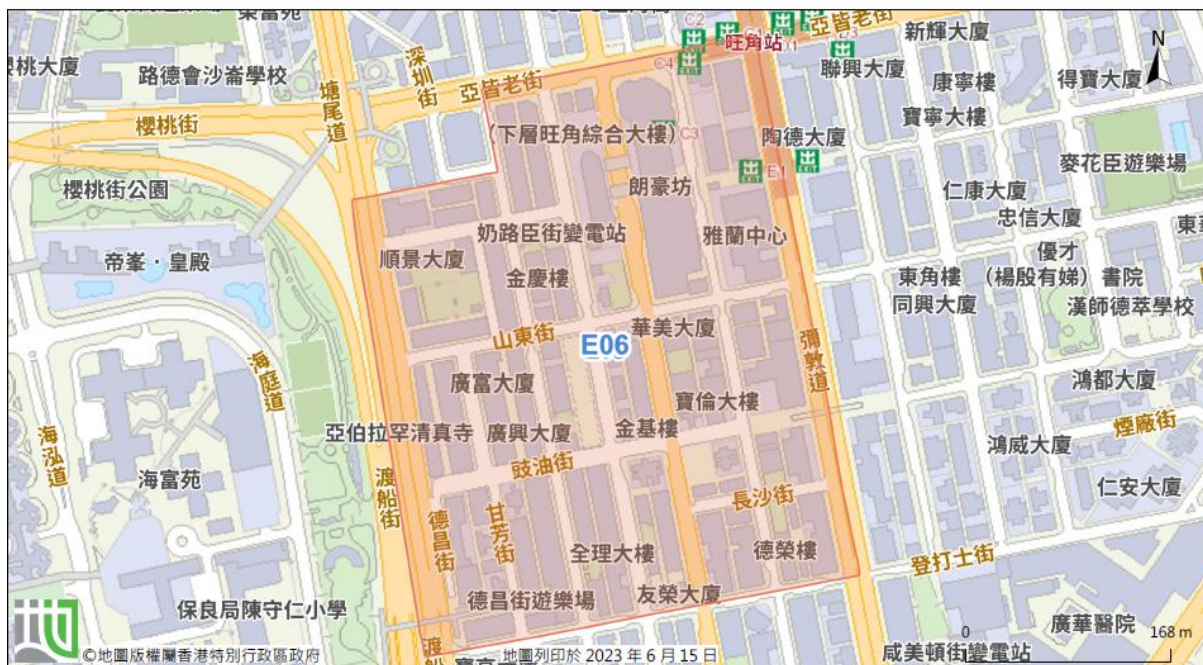 東富苑
C2
N
亞皆老街
新輝大廈
旺角站
C1
D1
D3
櫻桃大廈
路德會沙崙學校
深圳街
C4
EXIT
聯興大廈
康寧樓
得寶大廈
亞皆老街
塘尾道
寶寧大樓
櫻桃街
(下層旺角綜合大樓)
C3
陶德大廈
麥花臣遊樂場
E1
EXIT
櫻桃街公園
朗豪坊
仁康大廈
忠信大廈
奶路臣街變電站
雅蘭中心
順景大廈
帝峯‧皇殿
金慶樓
東角樓
優才
(楊殷有娣)書院
山東街
華美大廈
同興大廈
漢師德萃學校
E06
彌敦道
海庭道
廣富大廈
鴻都大廈
寶倫大樓
亞伯拉罕清真寺
廣興大廈
金基樓
煙廠街
海泓道
豉油街
鴻威大廈
海富苑
渡船街
仁安大廈
長沙街
德昌街
甘芳街
全理大樓
德榮樓
登打士街
德昌街遊樂場
友榮大廈
保良局陳守仁小學
廣華醫院
0
168 m
©地圖版權屬香港特別行政區政府
渡船
地圖列印於 2023 年 6 月 15 日
咸美頓街變電站